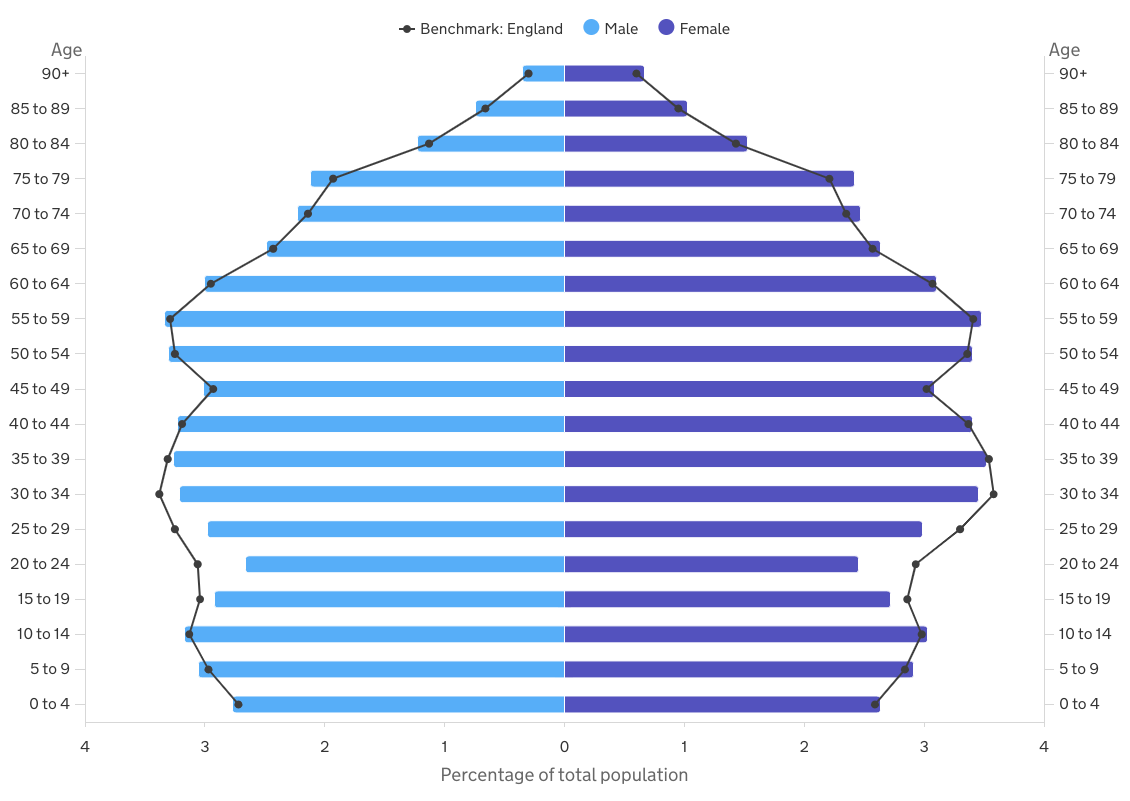 Benchmark: England Male Female
Age Age
90+ 90+
85 to 89 85 to 89
80 to 84 80 to 84
75 to 79 75 to 79
70 to 74 70 to 74
65 to 69 65 to 69
60 to 64 60 to 64
55 to 59 55 to 59
50 to 54 50 to 54
45 to 49 45 to 49
40 to 44 40 to 44
35 to 39 35 to 39
30 to 34 30 to 34
25 to 29 25 to 29
20 to 24 20 to 24
15 to 19 15 to 19
10 to 14 10 to 14
5 to 9 5 to 9
0 to 4 0 to 4
4 3 2 1 0 1 2 3 4
Percentage of total population